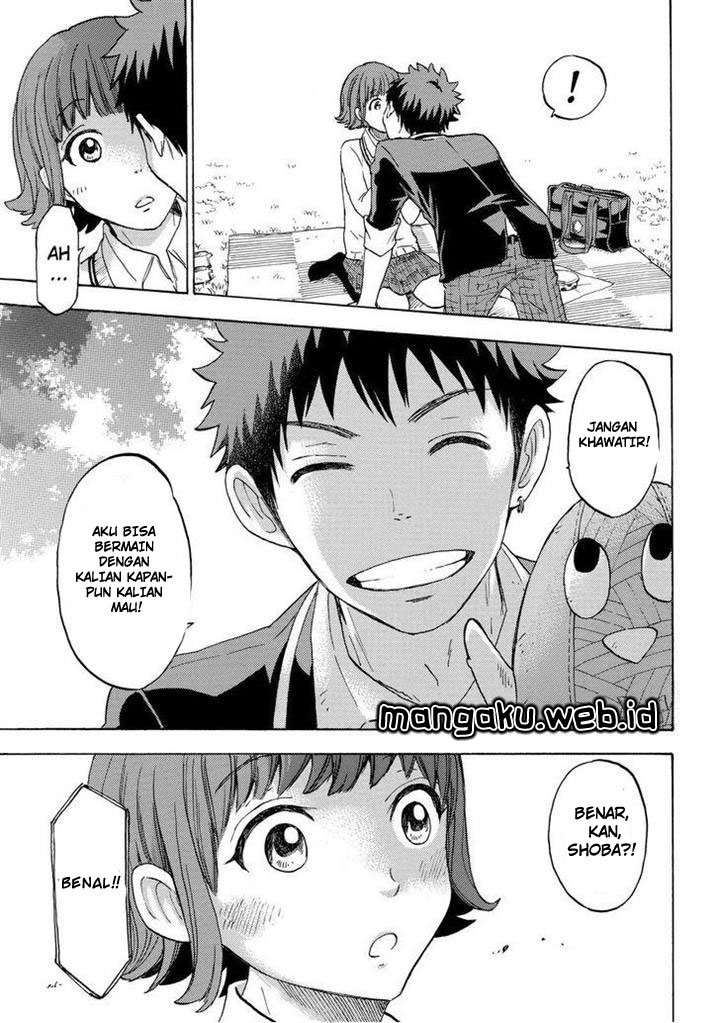 !
AH
...
JANGAN
KHAWATIR!
AKU BISA
BERMAIN
DENGAN
KALIAN KAPAN-
PUN KALIAN
MAU!
mangaku.web.id
BENAR,
KAN,
SHOBA?!
BENAL!!